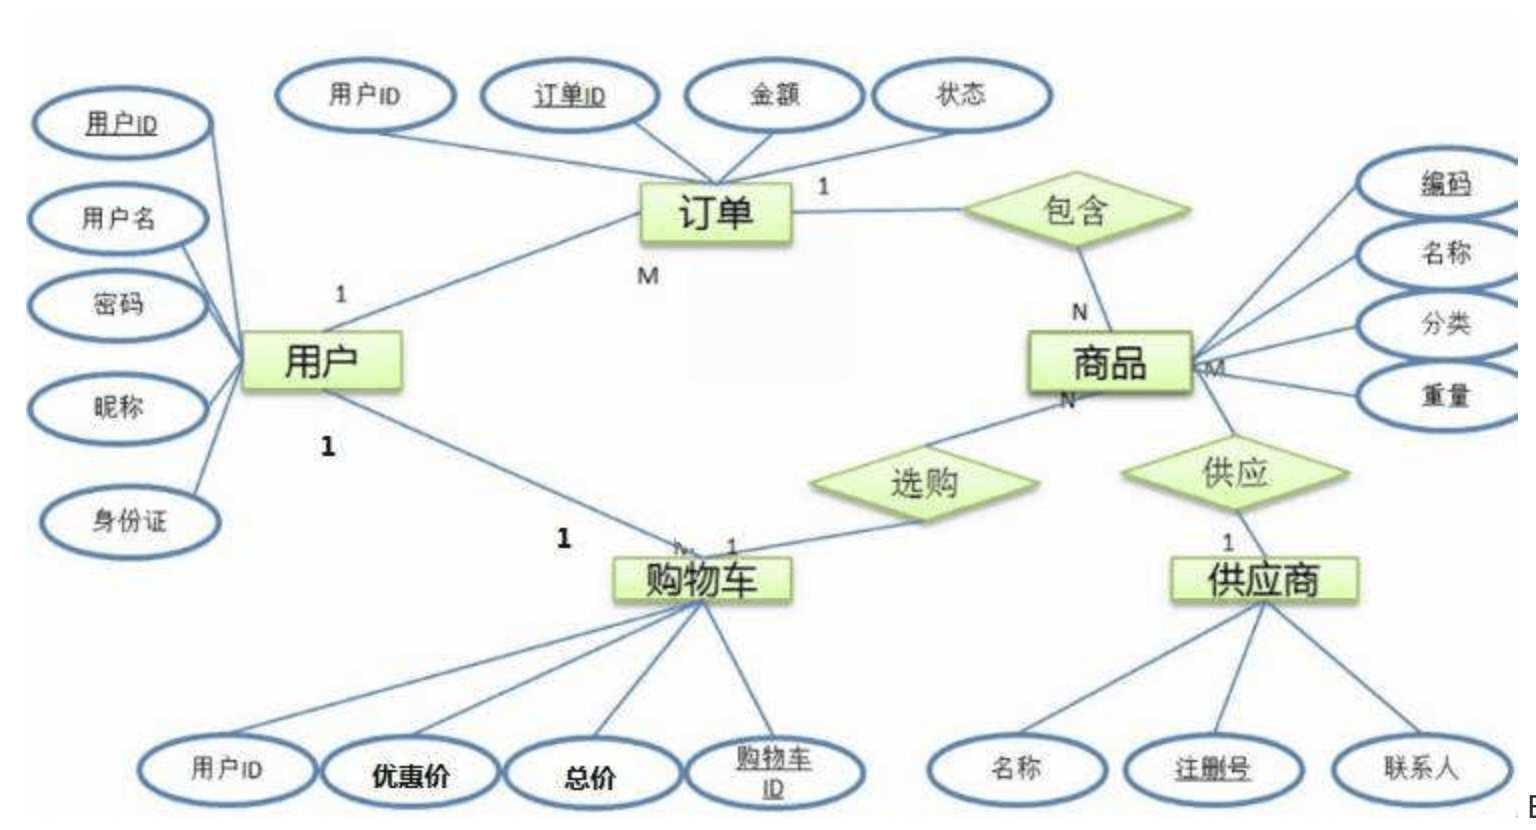 用户ID
订单ID
金额
状态
用户ID
用户名
密码
昵称
身份证
订单
1
包含
编码
名称
分类
重量
1
M
N
用户
商品
M
N
1
选购
供应
1
1
1
购物车
供应商
用户ID
优惠价
总价
购物车
ID
名称
注删号
联系人